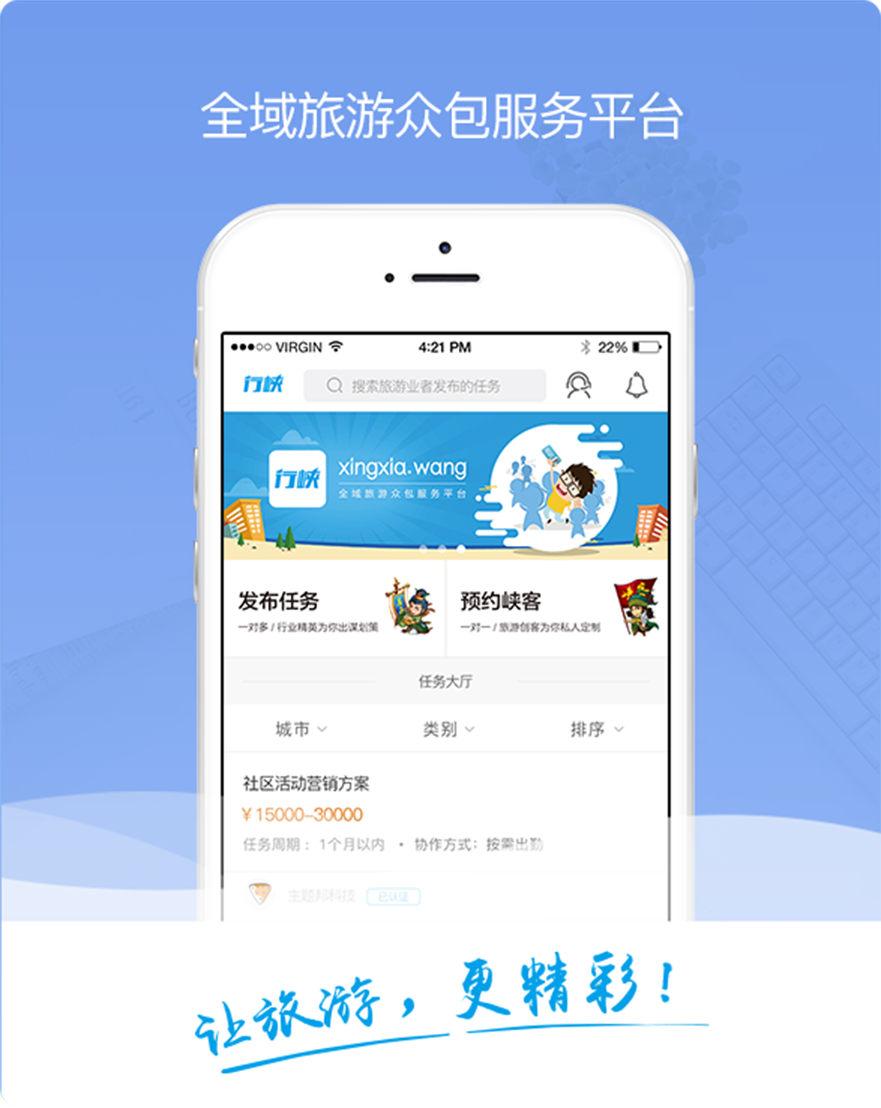 全域旅游众包服务平台
VIRGIN 4:21 PM 22%
行峡 搜索旅游业者发布的任务
行峡 xingxia.wang
全域旅游众包服务平台
发布任务 预约峡客
一对多 / 行业精英为你出谋划策 一对一 / 旅游创客为你私人定制
任务大厅
城市 类别 排序
社区活动营销方案
¥15000-30000
任务周期：1个月以内 • 协作方式：按需出勤
主题邦科技 已认证
让旅游，更精彩！